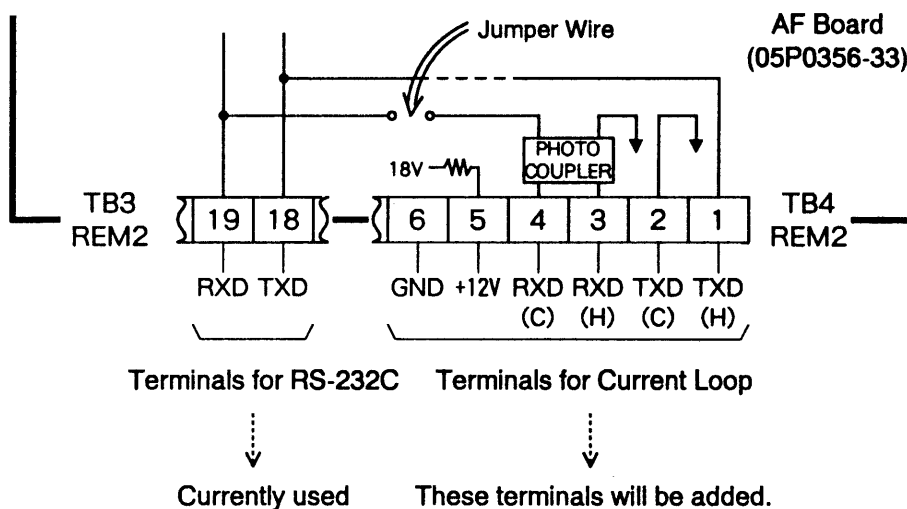 Jumper Wire
AF Board
(05P0356-33)
PHOTO
COUPLER
18V
TB3
REM2
19 18
6 5 4 3 2 1
TB4
REM2
RXD TXD
GND +12V RXD RXD TXD TXD
(C) (H) (C) (H)
Terminals for RS-232C
Terminals for Current Loop
Currently used
These terminals will be added.